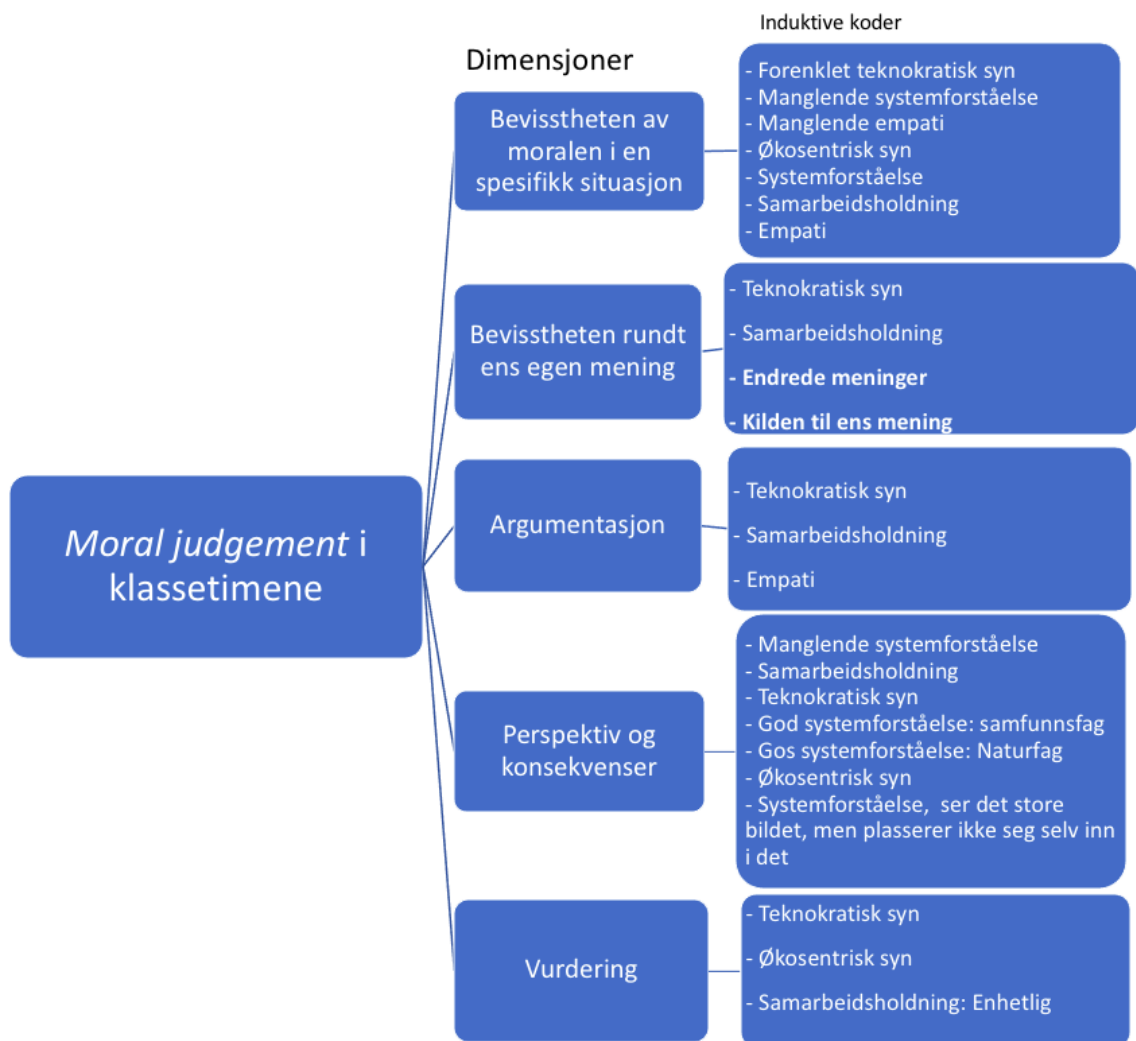 Induktive koder
Dimensjoner
Moral judgement i
klassetimene
Bevisstheten av
moralen i en
spesifikk situasjon
- Forenklet teknokratisk syn
- Manglende systemforståelse
- Manglende empati
- Økosentrisk syn
- Systemforståelse
- Samarbeidsholdning
- Empati
Bevisstheten rundt
ens egen mening
- Teknokratisk syn
- Samarbeidsholdning
- Endrede meninger
- Kilden til ens mening
Argumentasjon
- Teknokratisk syn
- Samarbeidsholdning
- Empati
Perspektiv og
konsekvenser
- Manglende systemforståelse
- Samarbeidsholdning
- Teknokratisk syn
- God systemforståelse: samfunnsfag
- Gos systemforståelse: Naturfag
- Økosentrisk syn
- Systemforståelse, ser det store
bildet, men plasserer ikke seg selv inn
i det
Vurdering
- Teknokratisk syn
- Økosentrisk syn
- Samarbeidsholdning: Enhetlig